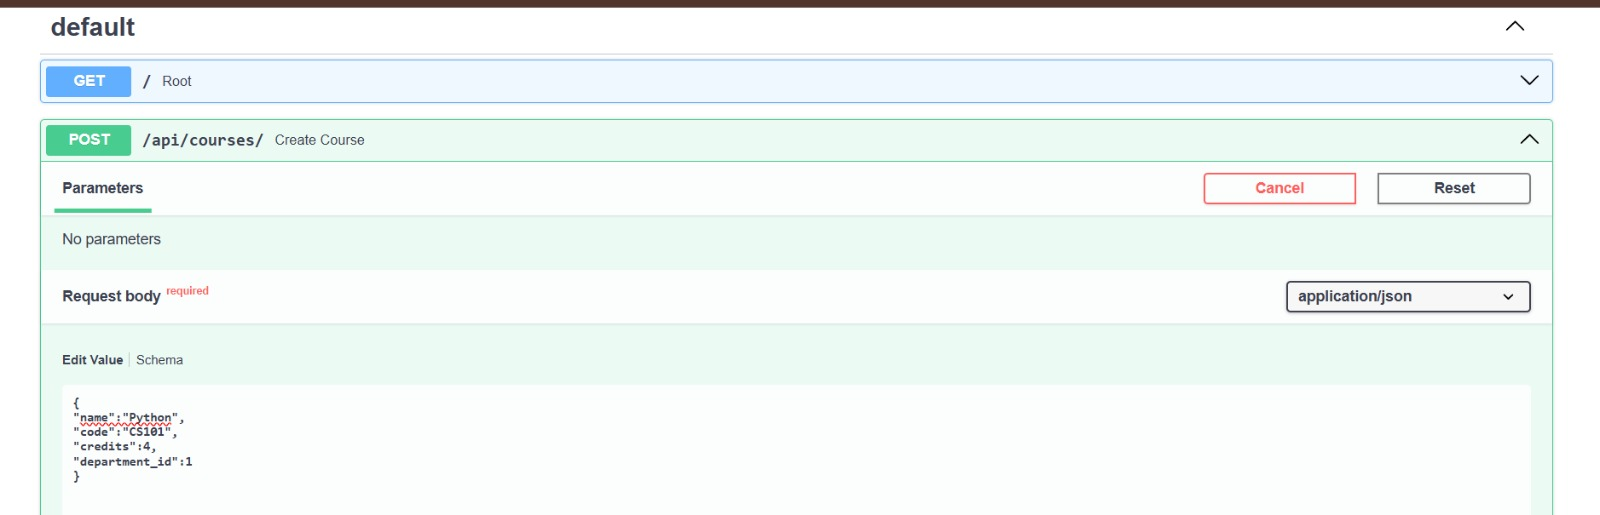 default
GET / Root
POST /api/courses/ Create Course
Parameters Cancel Reset
No parameters
Request body required application/json
Edit Value Schema
{
"name":"Python",
"code":"CS101",
"credits":4,
"department_id":1
}